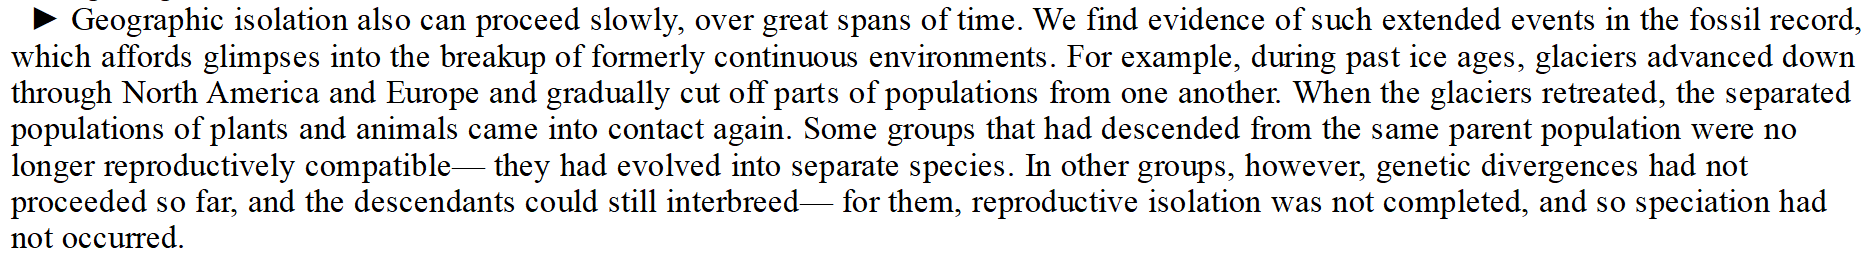 ► Geographic isolation also can proceed slowly, over great spans of time. We find evidence of such extended events in the fossil record,
which affords glimpses into the breakup of formerly continuous environments. For example, during past ice ages, glaciers advanced down
through North America and Europe and gradually cut off parts of populations from one another. When the glaciers retreated, the separated
populations of plants and animals came into contact again. Some groups that had descended from the same parent population were no
longer reproductively compatible— they had evolved into separate species. In other groups, however, genetic divergences had not
proceeded so far, and the descendants could still interbreed— for them, reproductive isolation was not completed, and so speciation had
not occurred.